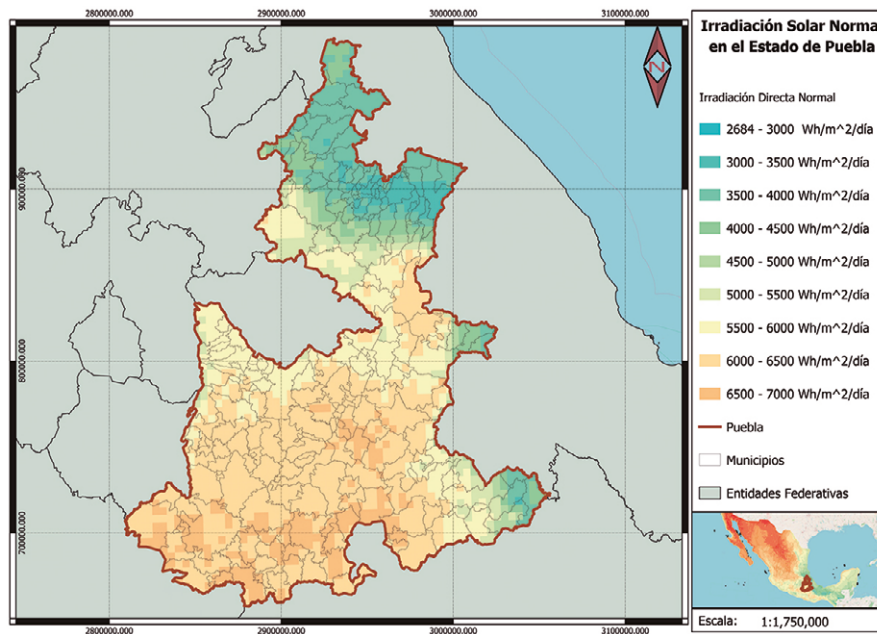 2800000.000 2900000.000 3000000.000 3100000.000
900000.000
800000.000
700000.000
2800000.000 2900000.000 3000000.000 3100000.000
N
Irradiación Solar Norma
en el Estado de Puebla
Irradiación Directa Normal
2684 - 3000 Wh/m^2/día
3000 - 3500 Wh/m^2/día
3500 - 4000 Wh/m^2/día
4000 - 4500 Wh/m^2/día
4500 - 5000 Wh/m^2/día
5000 - 5500 Wh/m^2/día
5500 - 6000 Wh/m^2/día
6000 - 6500 Wh/m^2/día
6500 - 7000 Wh/m^2/día
Puebla
Municipios
Entidades Federativas
Escala: 1:1,750,000